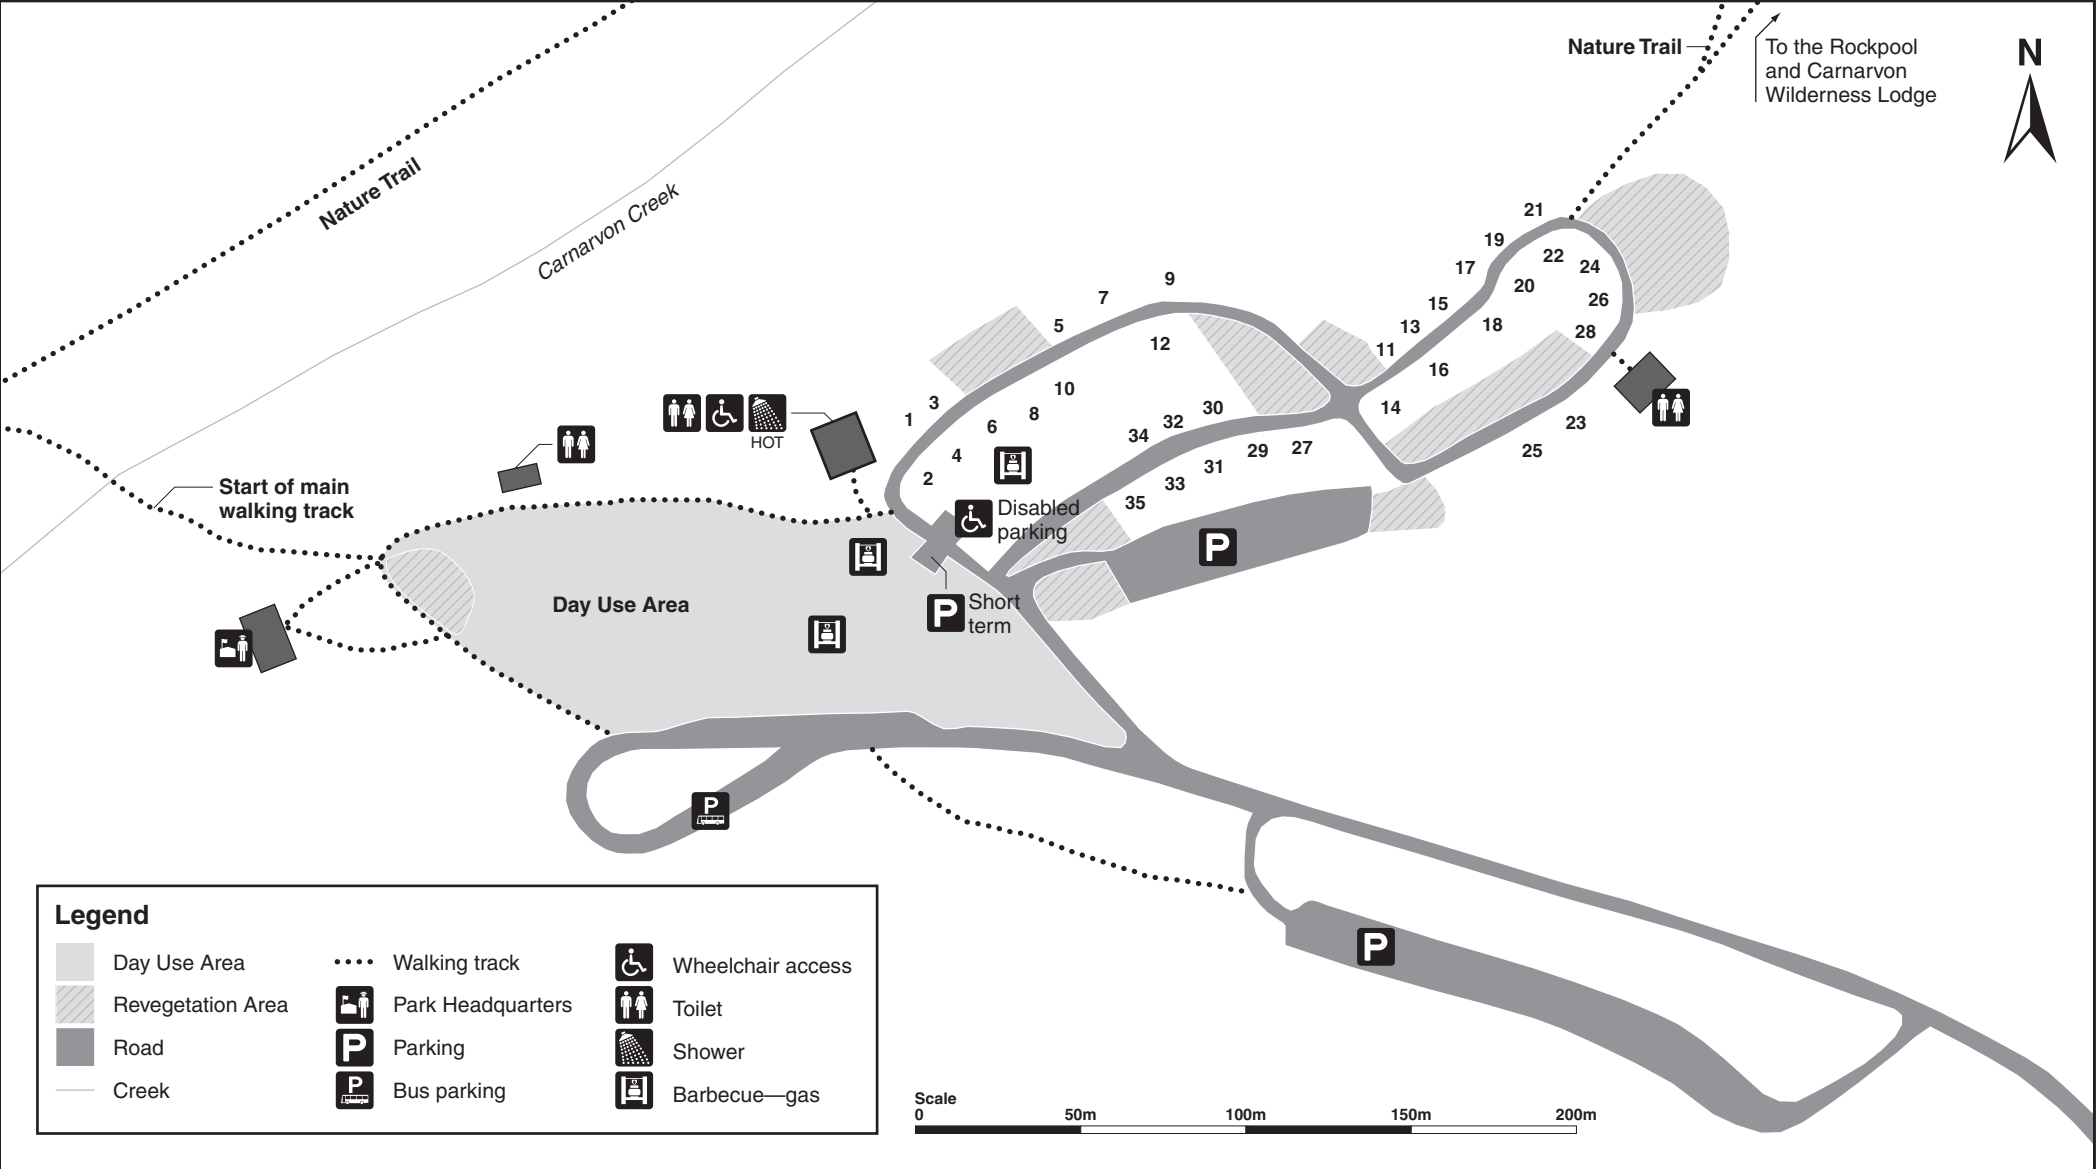 Nature Trail
To the Rockpool
and Carnarvon
Wilderness Lodge
N
Nature Trail
Carnarvon Creek
21
19
22
17
24
9
20
7
15
26
5
13
18
28
12
11
16
10
3
14
1
8
30
32
23
6
34
29
27
25
HOT
4
31
2
33
35
Start of main
walking track
Disabled
parking
P
Day Use Area
P
Short
term
P
P
Legend
Day Use Area
Revegetation Area
Road
Creek
Walking track
Park Headquarters
P
Parking
P
Bus parking
Wheelchair access
Toilet
Shower
Barbecue—gas
Scale
0 50m 100m 150m 200m